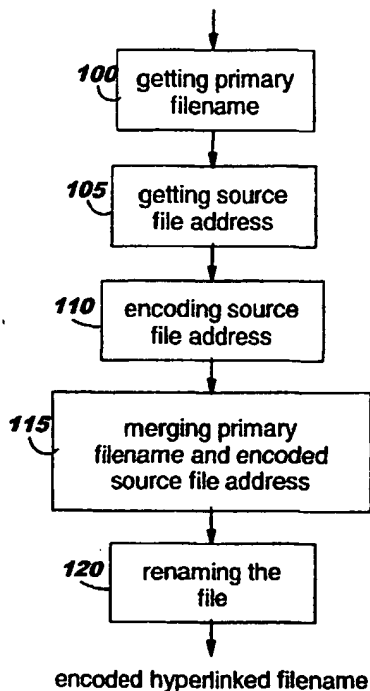 100
getting primary
filename
105
getting source
file address
110
encoding source
file address
115
merging primary
filename and encoded
source file address
120
renaming the
file
encoded hyperlinked filename